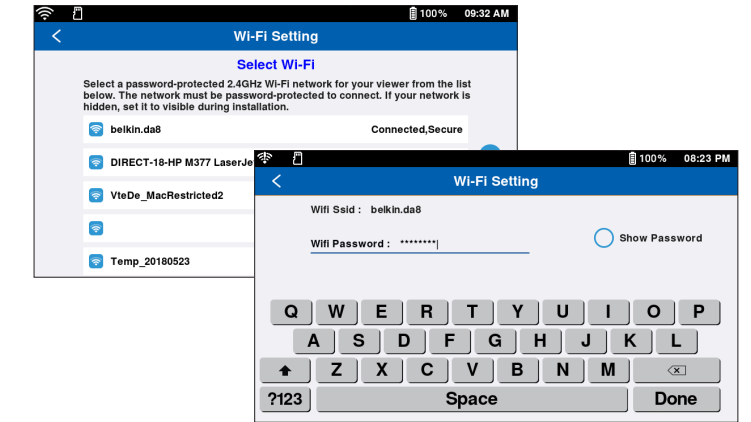 100% 09:32 AM
Wi-Fi Setting
Select Wi-Fi
Select a password-protected 2.4GHz Wi-Fi network for your viewer from the list
below. The network must be password-protected to connect. If your network is
hidden, set it to visible during installation.
belkin.da8 Connected,Secure
DIRECT-18-HP M377 LaserJe
VteDe_MacRestricted2
Temp_20180523
100% 08:23 PM
Wi-Fi Setting
Wifi Ssid : belkin.da8
Wifi Password : ********
Show Password
Q W E R T Y U I O P
A S D F G H J K L
Z X C V B N M
?123 Space Done